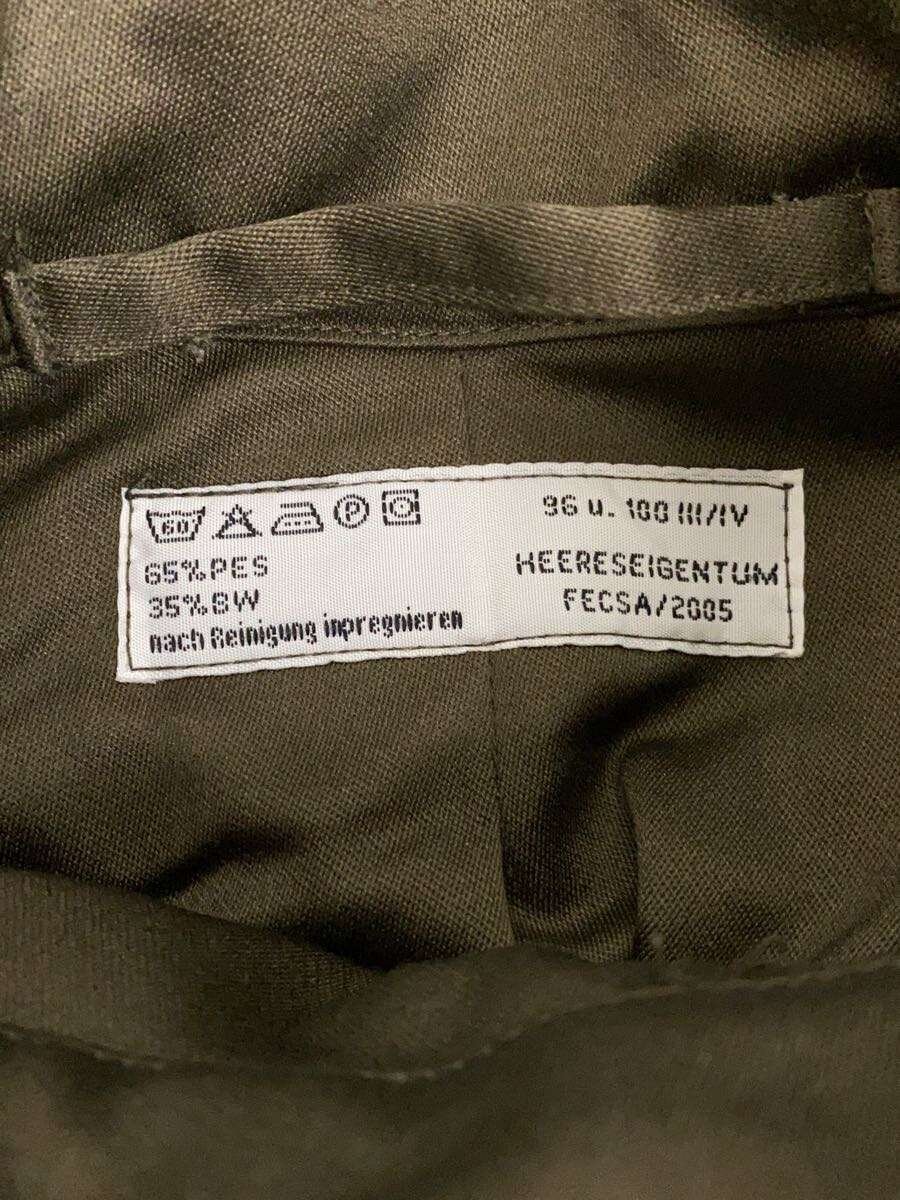 60 P
65%PES
35%BW
nach Reinigung inpregnieren
96 u. 100 III/IV
HEERESEIGENTUM
FECSA/2005